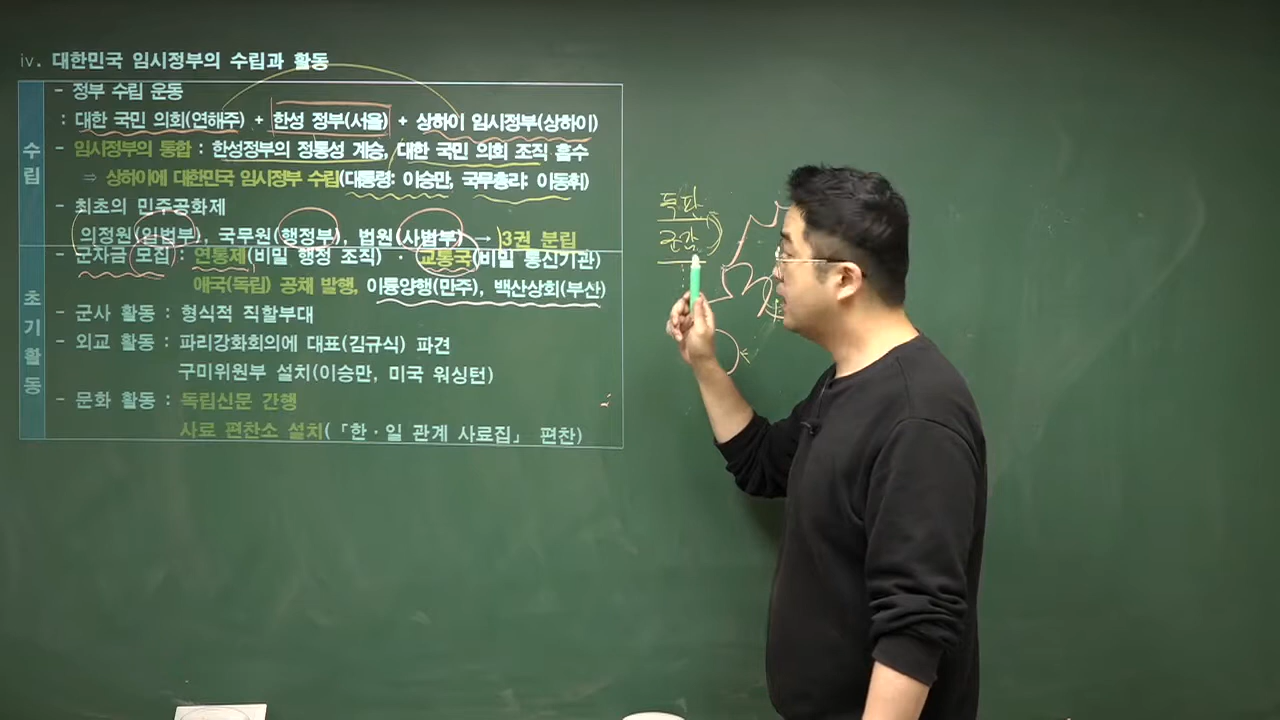 iv. 대한민국 임시정부의 수립과 활동
수립
- 정부 수립 운동
: 대한 국민 의회(연해주) + 한성 정부(서울) + 상하이 임시정부(상하이)
- 임시정부의 통합 : 한성정부의 정통성 계승, 대한 국민 의회 조직 흡수
⇒ 상하이에 대한민국 임시정부 수립(대통령: 이승만, 국무총리: 이동휘)
- 최초의 민주공화제
의정원(입법부), 국무원(행정부), 법원(사법부) → 3권 분립
초기활동
- 군자금 모집 : 연통제(비밀 행정 조직) · 교통국(비밀 통신기관)
애국(독립) 공채 발행, 이통양행(만주), 백산상회(부산)
- 군사 활동 : 형식적 직할부대
- 외교 활동 : 파리강화회의에 대표(김규식) 파견
구미위원부 설치(이승만, 미국 워싱턴)
- 문화 활동 : 독립신문 간행
사료 편찬소 설치(「한·일 관계 사료집」 편찬)
독판
군감